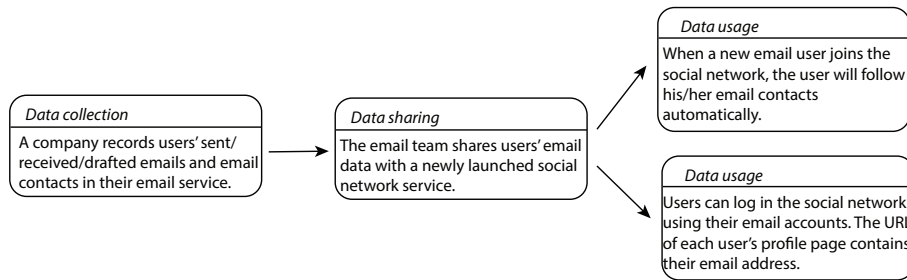 Data collection
A company records users' sent/
received/drafted emails and email
contacts in their email service.
Data sharing
The email team shares users' email
data with a newly launched social
network service.
Data usage
When a new email user joins the
social network, the user will follow
his/her email contacts
automatically.
Data usage
Users can log in the social network
using their email accounts. The URL
of each user's profile page contains
their email address.